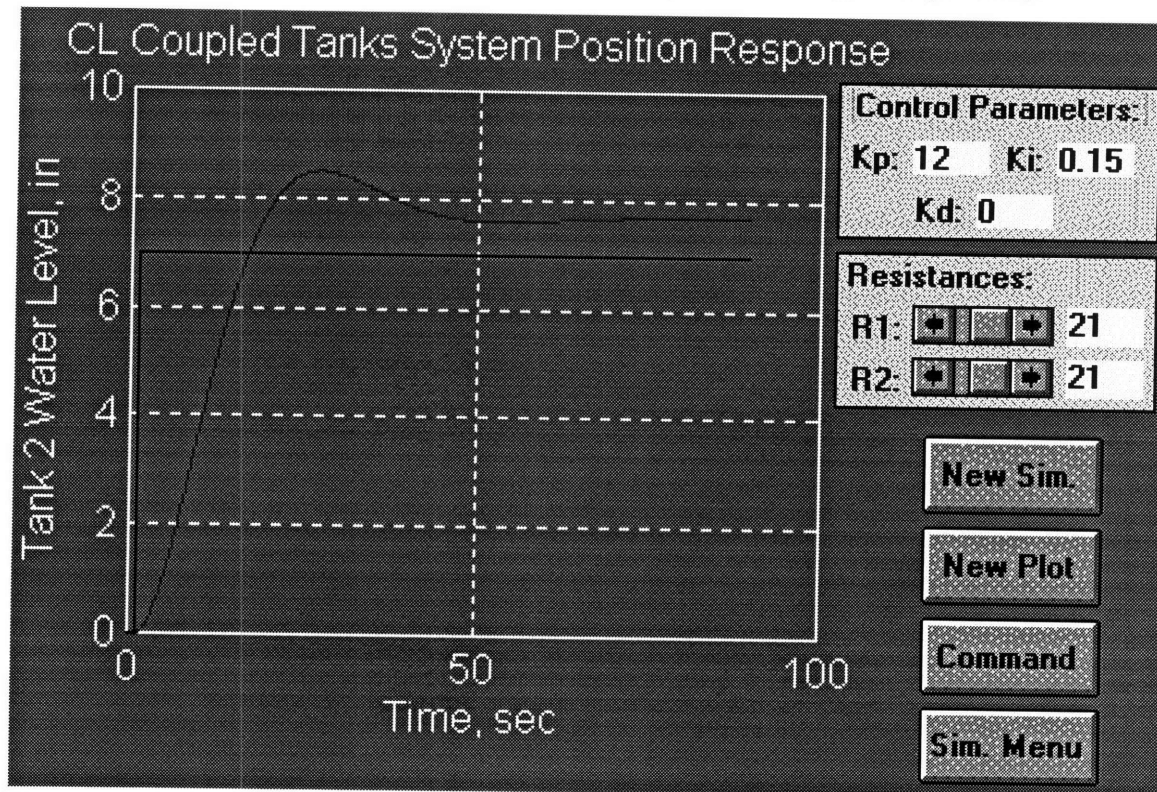 CL Coupled Tanks System Position Response
10
8
6
4
2
0
Tank 2 Water Level, in
0
50
100
Time, sec
Control Parameters:
Kp: 12 Ki: 0.15
Kd: 0
Resistances:
R1: 21
R2: 21
New Sim.
New Plot
Command
Sim. Menu